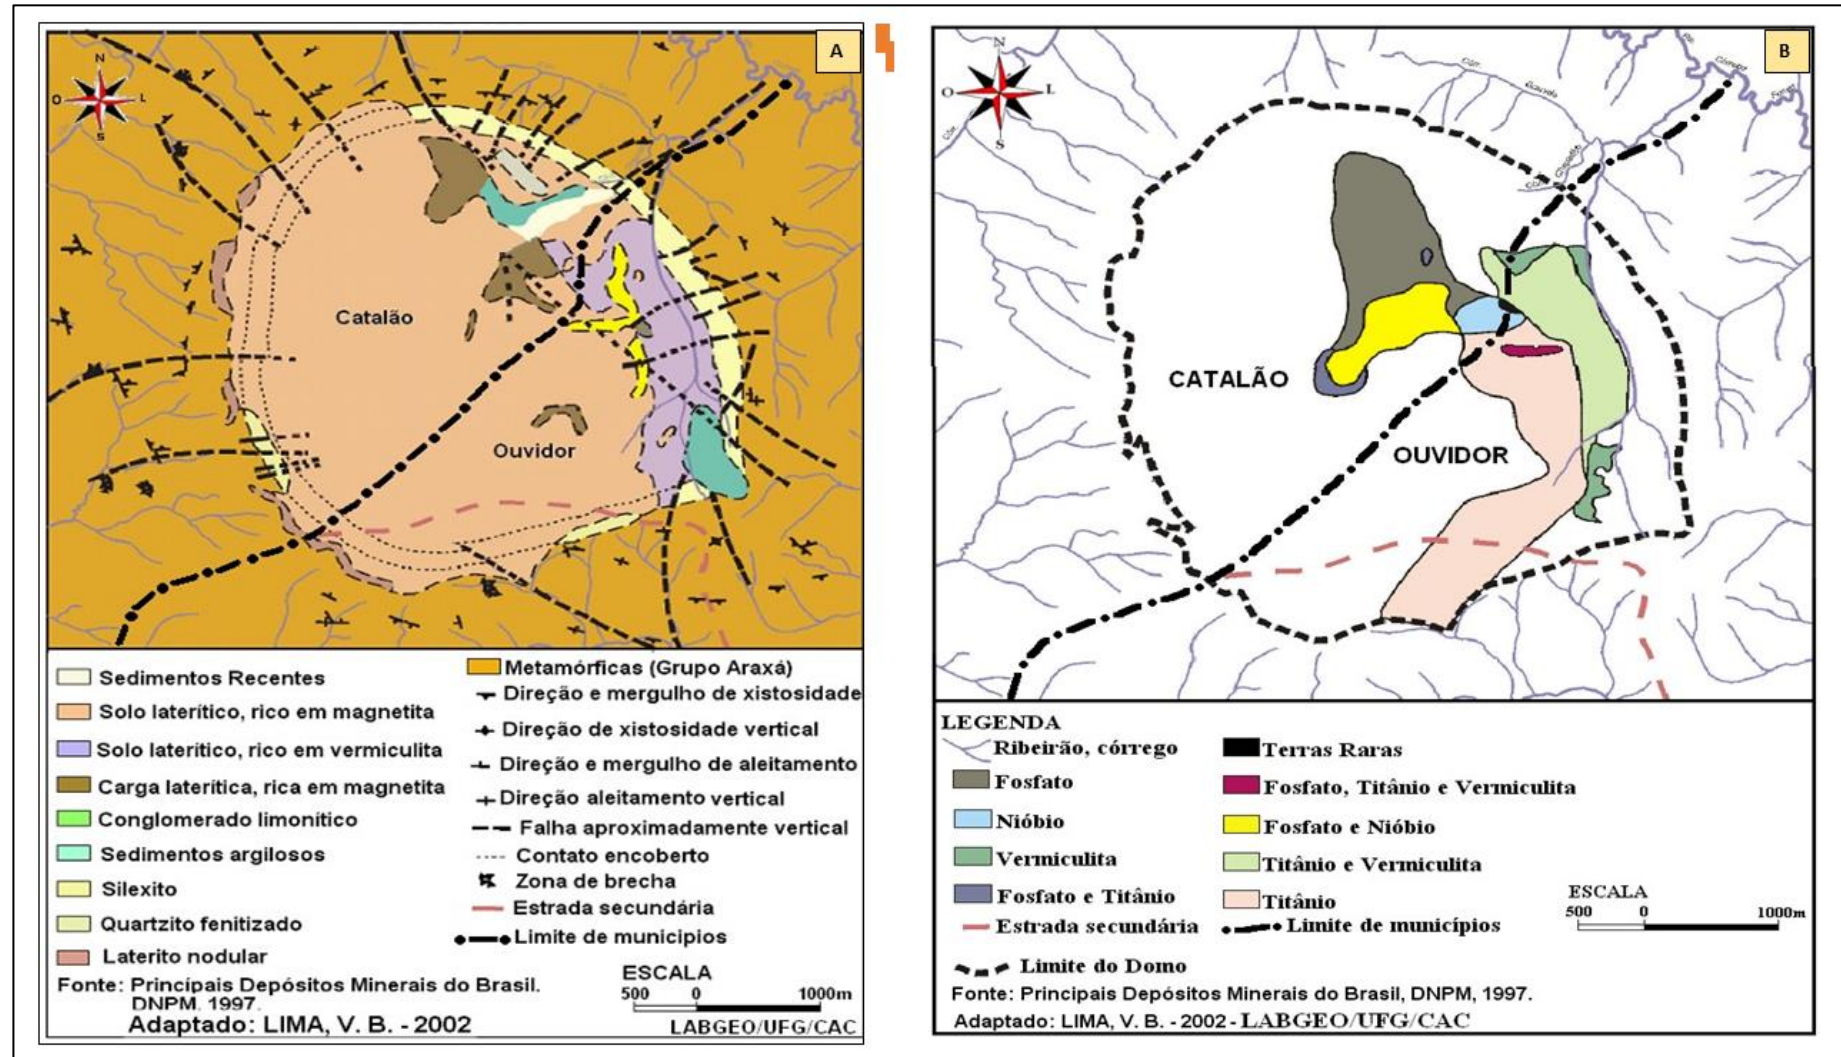 A
N
O
L
S
Catalão
Ouvidor
Sedimentos Recentes
Solo laterítico, rico em magnetita
Solo laterítico, rico em vermiculita
Carga laterítica, rica em magnetita
Conglomerado limonítico
Sedimentos argilosos
Silexito
Quartzito fenitizado
Laterito nodular
Metamórficas (Grupo Araxá)
Direção e mergulho de xistosidade
Direção de xistosidade vertical
Direção e mergulho de aleitamento
Direção aleitamento vertical
Falha aproximadamente vertical
Contato encoberto
Zona de brecha
Estrada secundária
Limite de municipios
Fonte: Princípais Depósitos Minerais do Brasil.
DNPM. 1997.
Adaptado: LIMA, V. B. - 2002
ESCALA
500 0 1000m
LABGEO/UFG/CAC
B
N
O
L
S
CATALÃO
OUVIDOR
LEGENDA
Ribeirão, córrego
Fosfato
Nióbio
Vermiculita
Fosfato e Titânio
Estrada secundária
Limite do Domo
Terras Raras
Fosfato, Titânio e Vermiculita
Fosfato e Nióbio
Titânio e Vermiculita
Titânio
Limite de municípios
ESCALA
500 0 1000m
Fonte: Principais Depósitos Minerais do Brasil, DNPM, 1997.
Adaptado: LIMA, V. B. - 2002 - LABGEO/UFG/CAC